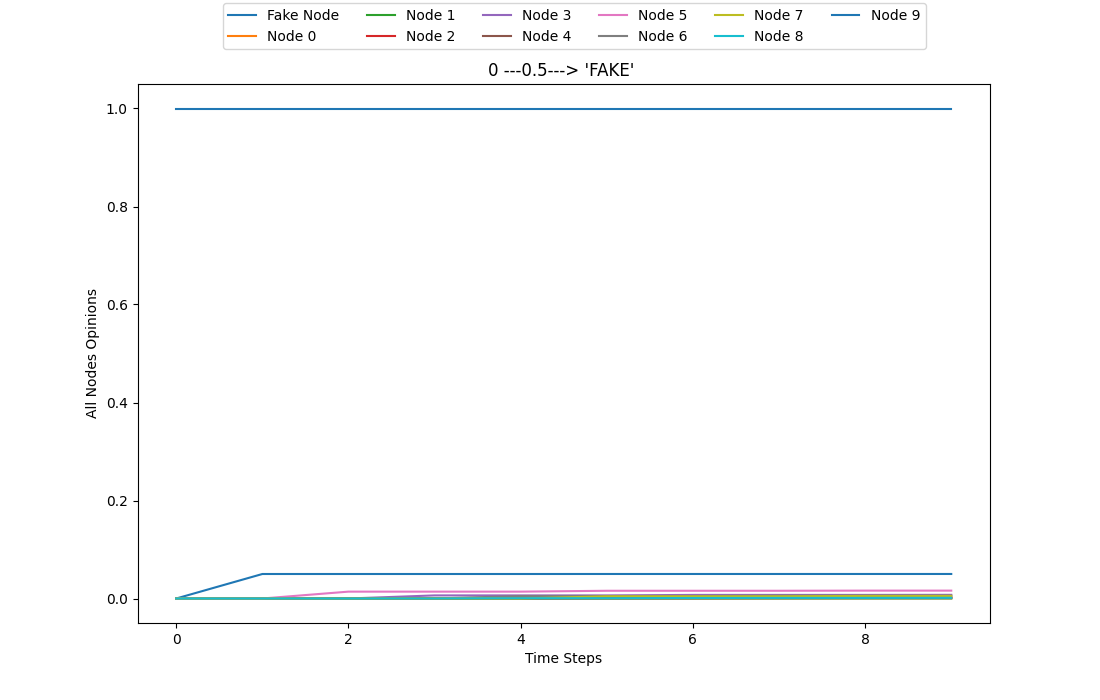 Fake Node Node 1 Node 3 Node 5 Node 7 Node 9
Node 0 Node 2 Node 4 Node 6 Node 8
0 ---0.5---> 'FAKE'
1.0
0.8
0.6
0.4
0.2
0.0
All Nodes Opinions
0 2 4 6 8
Time Steps